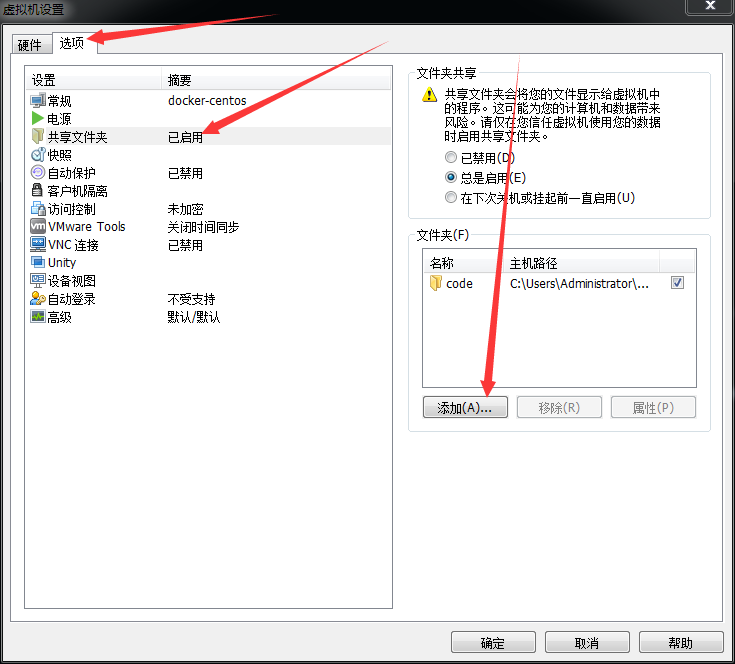 虚拟机设置
硬件 选项
设置 摘要
常规 docker-centos
电源
共享文件夹 已启用
快照
自动保护 已禁用
客户机隔离
访问控制 未加密
VMware Tools 关闭时间同步
VNC 连接 已禁用
Unity
设备视图
自动登录 不受支持
高级 默认/默认
文件夹共享
共享文件夹会将您的文件显示给虚拟机中
的程序。这可能为您的计算机和数据带来
风险。请仅在您信任虚拟机使用您的数据
时启用共享文件夹。
已禁用(D)
总是启用(E)
在下次关机或挂起前一直启用(U)
文件夹(F)
名称 主机路径
code C:\Users\Administrator\...
添加(A)... 移除(R) 属性(P)
确定 取消 帮助